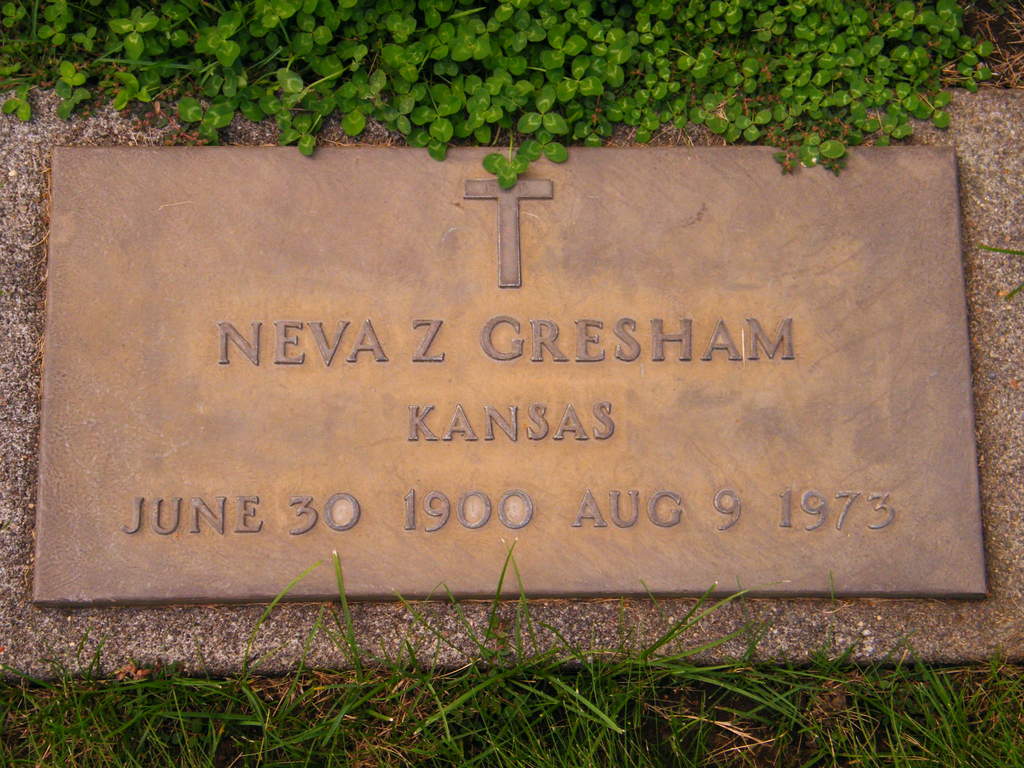 NEVA Z GRESHAM
KANSAS
JUNE 30 1900 AUG 9 1973